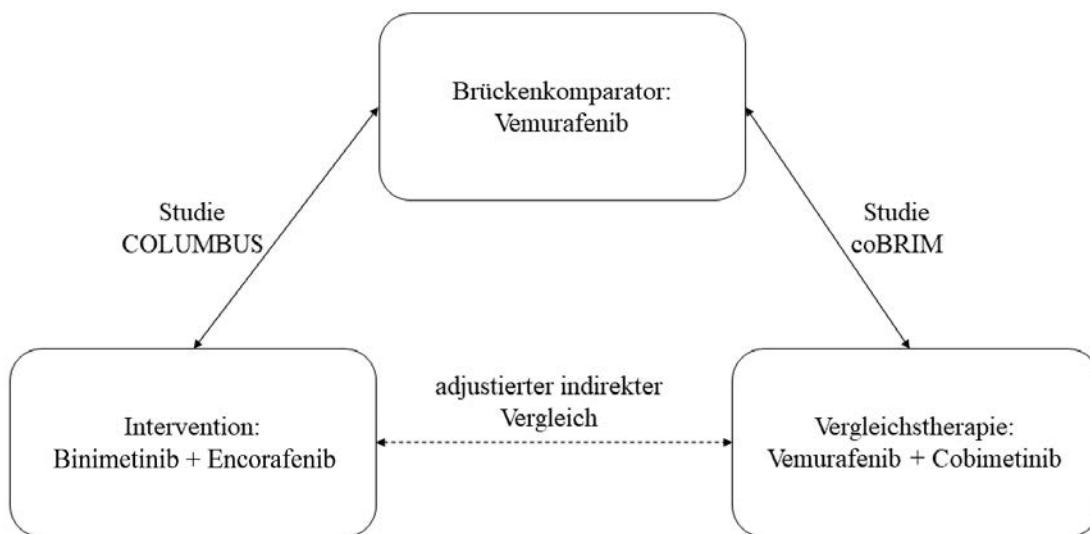 Brückenkomparator:
Vemurafenib
Studie
COLUMBUS
Studie
coBRIM
adjustierter indirekter
Vergleich
Intervention:
Binimetinib + Encorafenib
Vergleichstherapie:
Vemurafenib + Cobimetinib